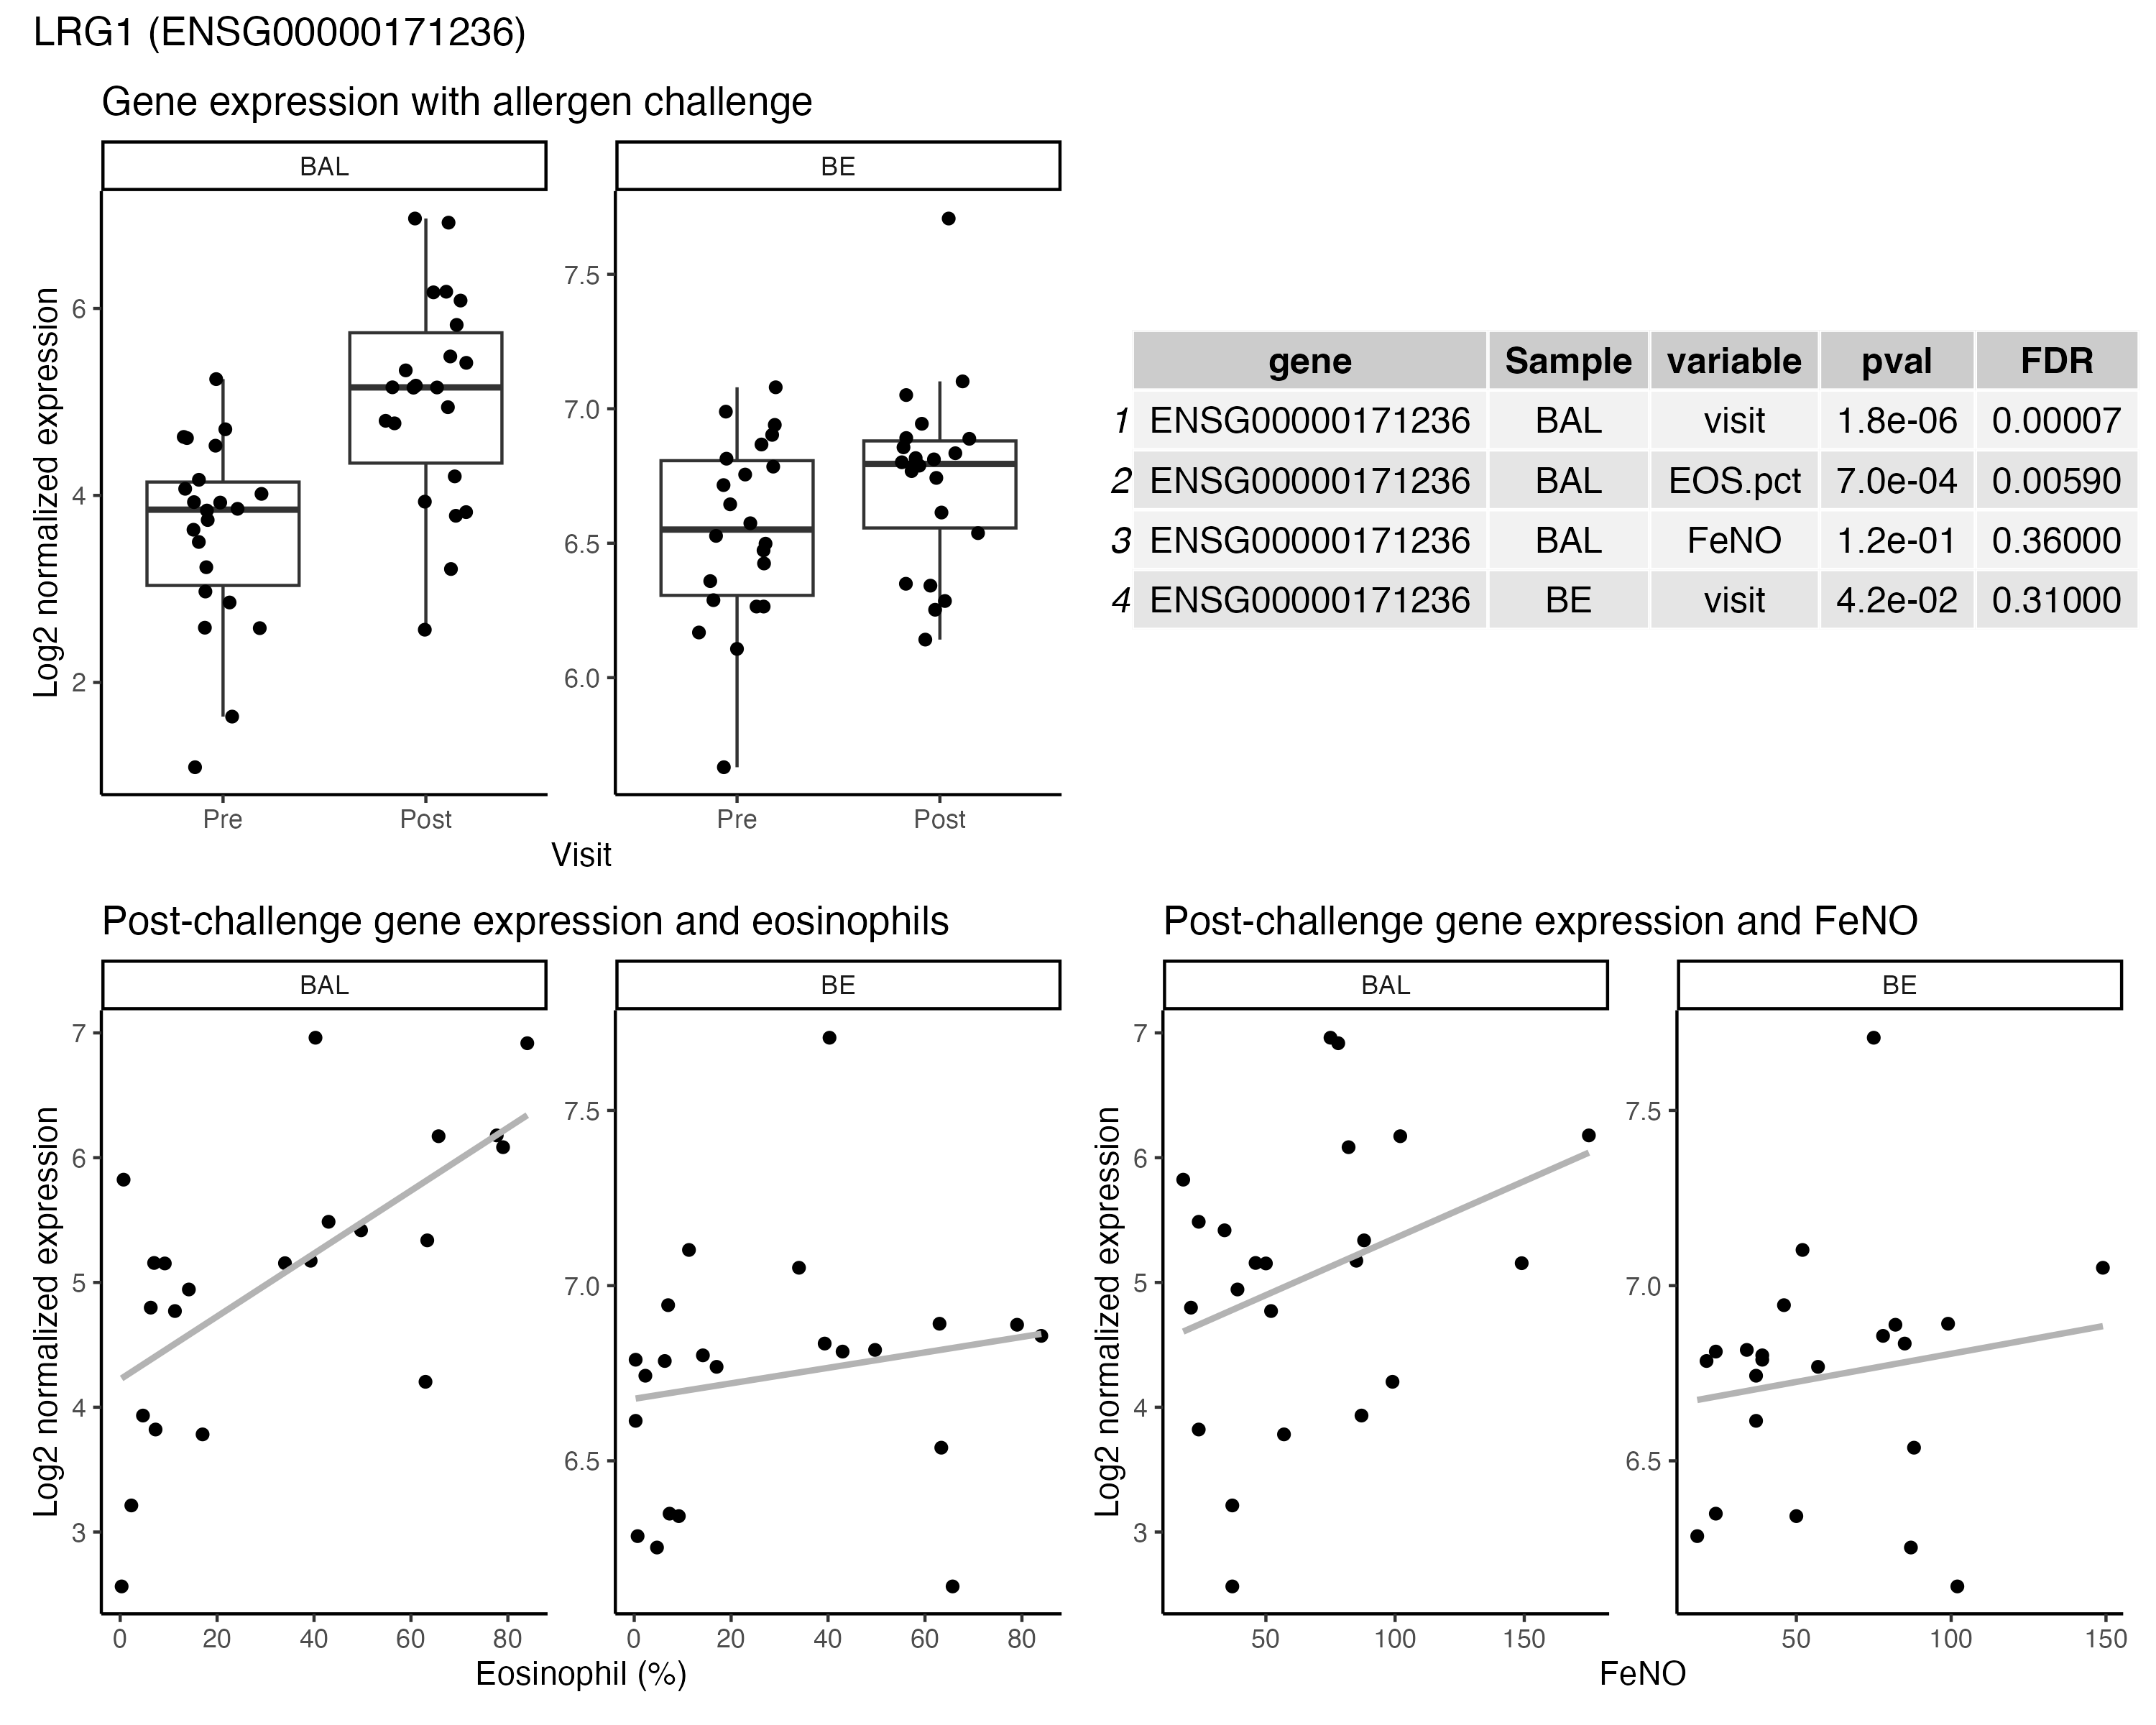 LRG1 (ENSG00000171236)
Gene expression with allergen challenge
BAL
BE
Log2 normalized expression
6
4
2
7.5
7.0
6.5
6.0
Pre
Post
Pre
Post
Visit
gene Sample variable pval FDR
1 ENSG00000171236 BAL visit 1.8e-06 0.00007
2 ENSG00000171236 BAL EOS.pct 7.0e-04 0.00590
3 ENSG00000171236 BAL FeNO 1.2e-01 0.36000
4 ENSG00000171236 BE visit 4.2e-02 0.31000
Post-challenge gene expression and eosinophils
BAL
BE
Log2 normalized expression
7
6
5
4
3
7.5
7.0
6.5
0 20 40 60 80
0 20 40 60 80
Eosinophil (%)
Post-challenge gene expression and FeNO
BAL
BE
Log2 normalized expression
7
6
5
4
3
7.5
7.0
6.5
50 100 150
50 100 150
FeNO